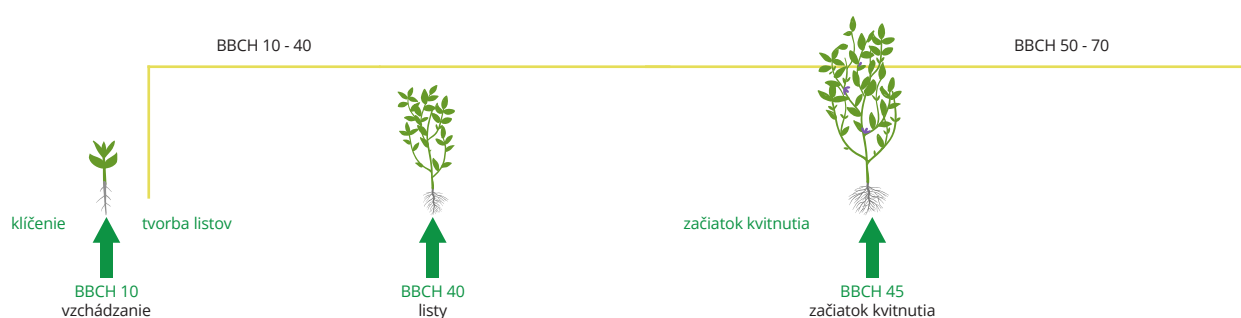 BBCH 10 - 40
BBCH 50 - 70
klíčenie
tvorba listov
začiatok kvitnutia
BBCH 10
vzchádzanie
BBCH 40
listy
BBCH 45
začiatok kvitnutia